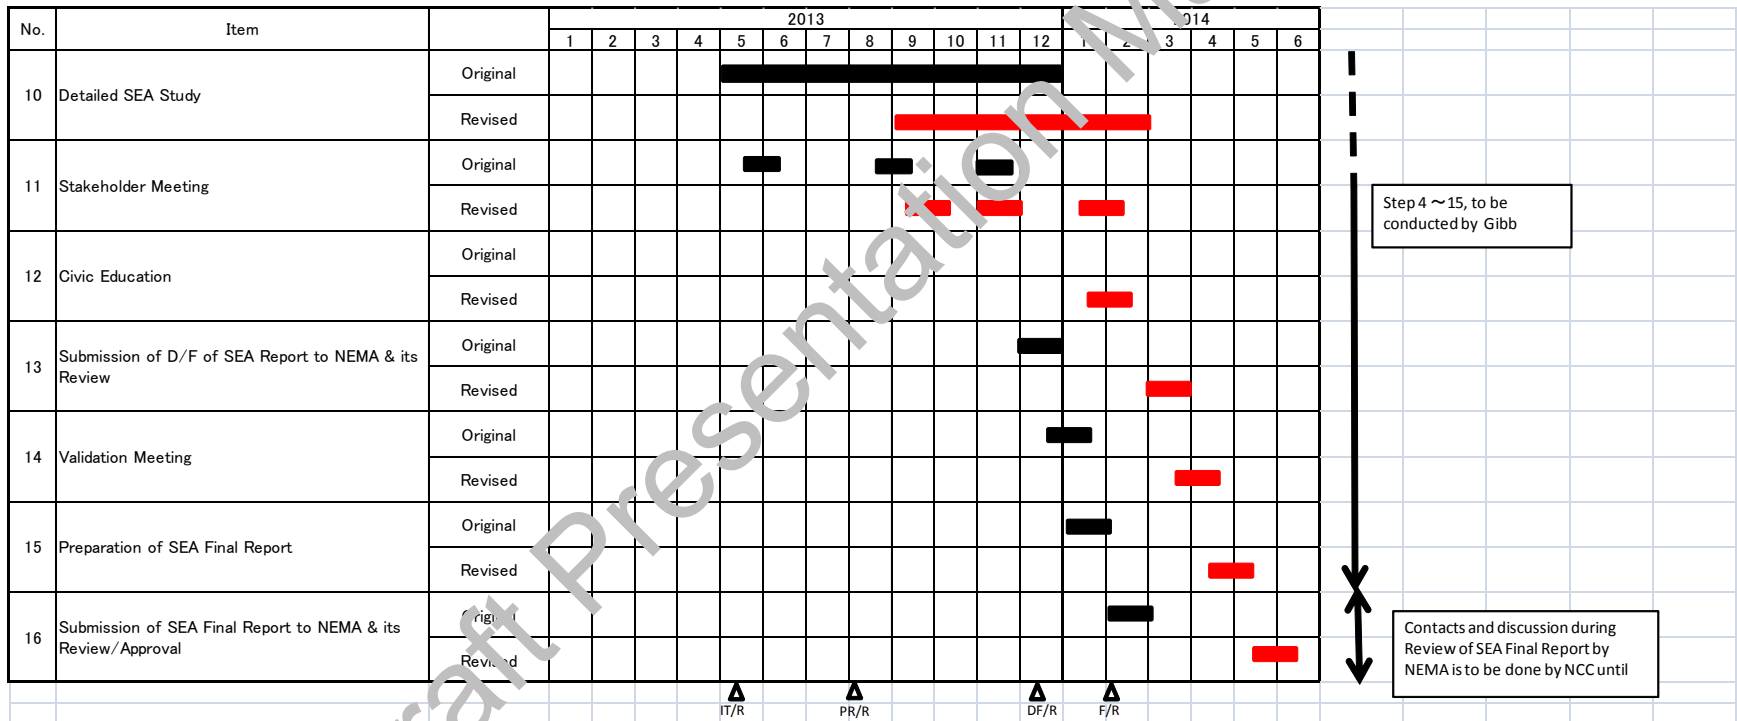 No.
Item
2013
1 2 3 4 5 6 7 8 9 10 11 12
2014
1 2 3 4 5 6
10
Detailed SEA Study
Original
Revised
11
Stakeholder Meeting
Original
Revised
12
Civic Education
Original
Revised
13
Submission of D/F of SEA Report to NEMA & its
Review
Original
Revised
14
Validation Meeting
Original
Revised
15
Preparation of SEA Final Report
Original
Revised
16
Submission of SEA Final Report to NEMA & its
Review/Approval
Original
Revised
Step 4 ～15, to be
conducted by Gibb
Contacts and discussion during
Review of SEA Final Report by
NEMA is to be done by NCC until
IT/R PR/R DF/R F/R
Presentation